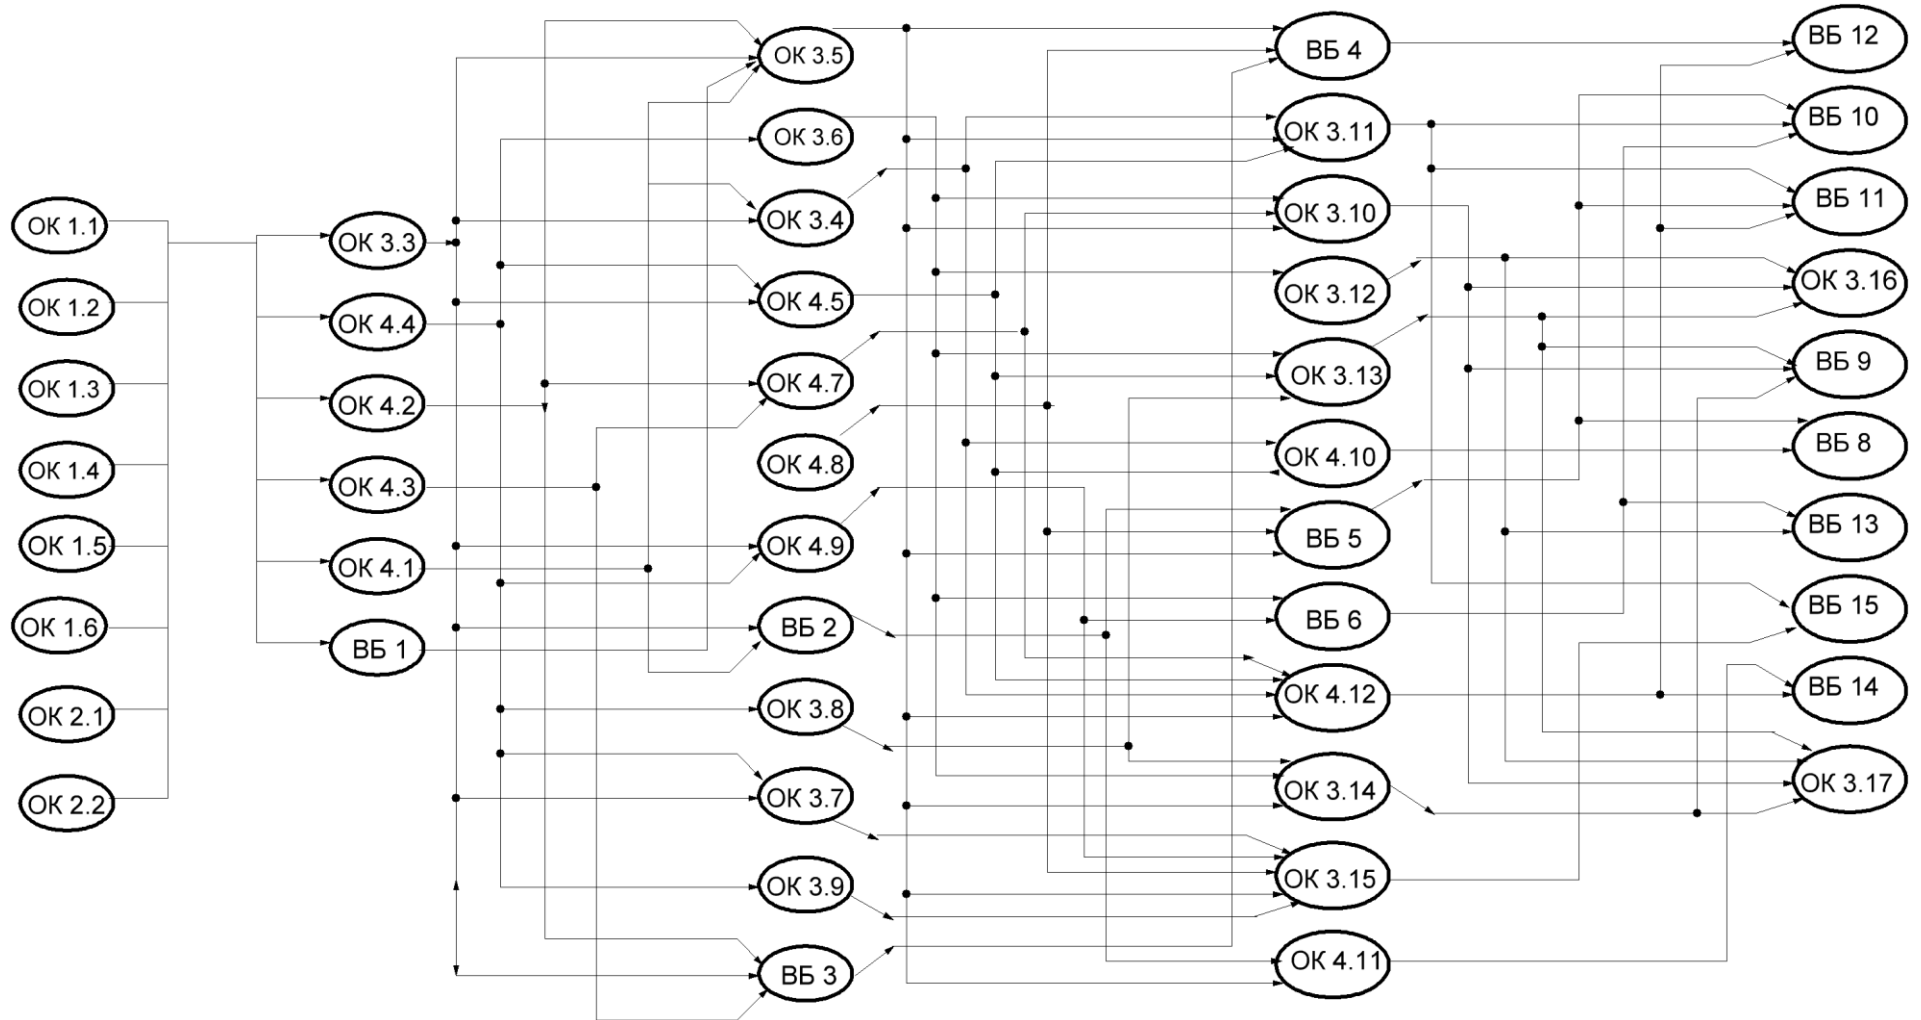 ОК 1.1
ОК 1.2
ОК 1.3
ОК 1.4
ОК 1.5
ОК 1.6
ОК 2.1
ОК 2.2
ОК 3.3
ОК 4.4
ОК 4.2
ОК 4.3
ОК 4.1
ВБ 1
ОК 3.5
ОК 3.6
ОК 3.4
ОК 4.5
ОК 4.7
ОК 4.8
ОК 4.9
ВБ 2
ОК 3.8
ОК 3.7
ОК 3.9
ВБ 3
ВБ 4
ОК 3.11
ОК 3.10
ОК 3.12
ОК 3.13
ОК 4.10
ВБ 5
ВБ 6
ОК 4.12
ОК 3.14
ОК 3.15
ОК 4.11
ВБ 12
ВБ 10
ВБ 11
ОК 3.16
ВБ 9
ВБ 8
ВБ 13
ВБ 15
ВБ 14
ОК 3.17